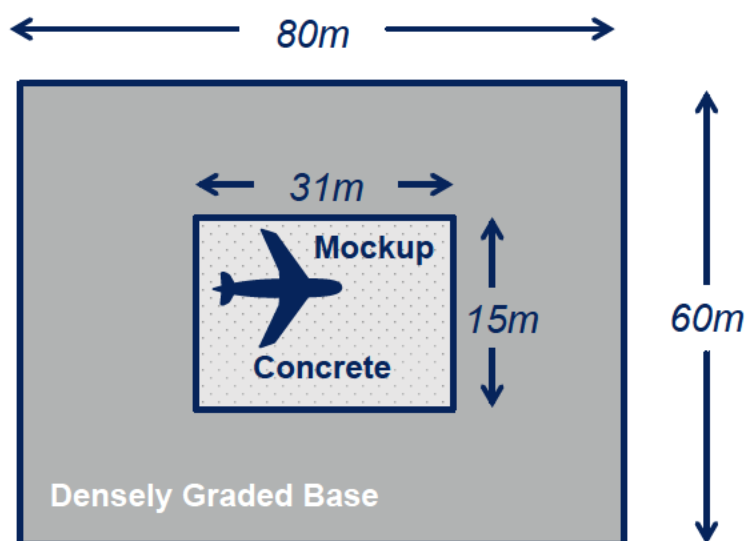 80m
31m
Mockup
15m
60m
Concrete
Densely Graded Base